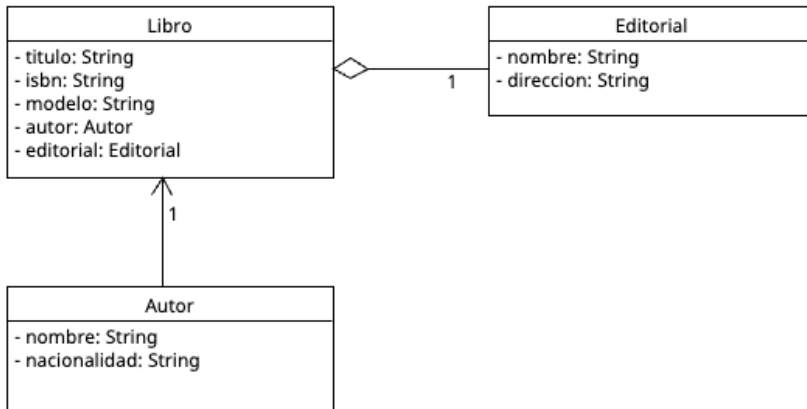 Libro
- titulo: String
- isbn: String
- modelo: String
- autor: Autor
- editorial: Editorial
Editorial
- nombre: String
- direccion: String
1
1
Autor
- nombre: String
- nacionalidad: String